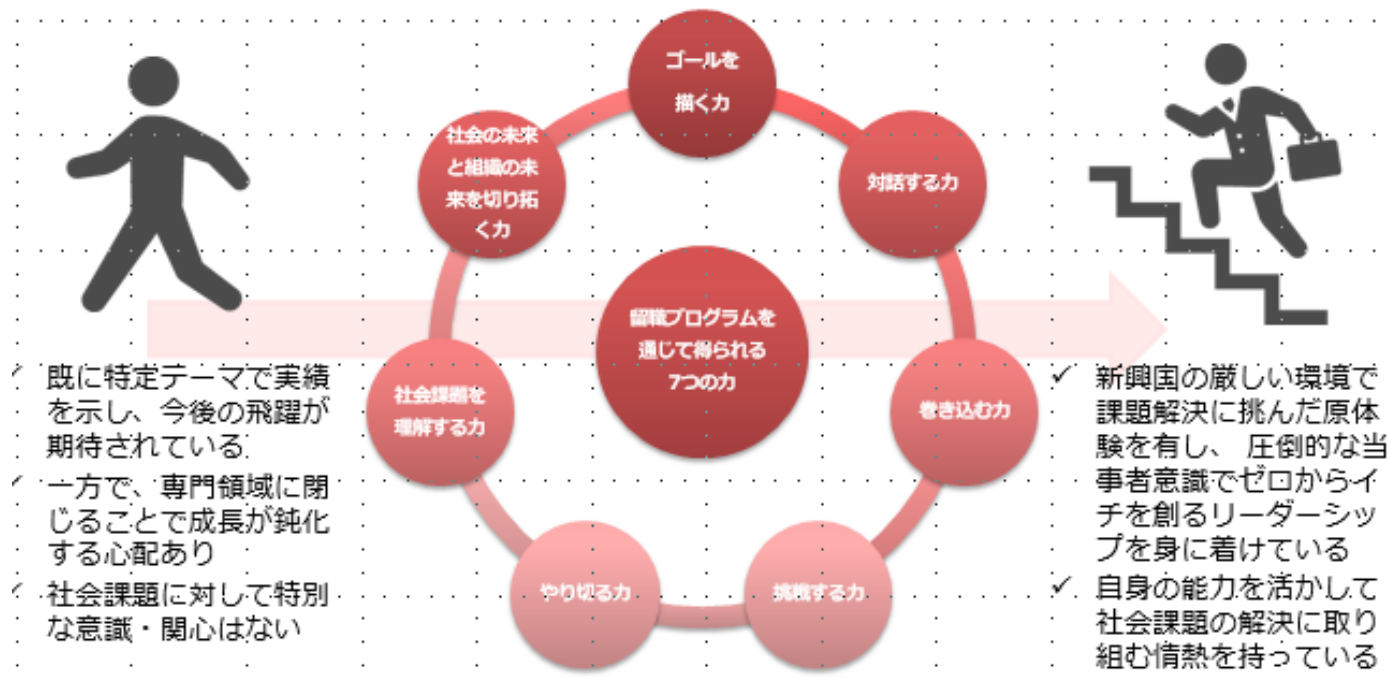 ゴールを
描く力
社会の未来
と組織の未
来を切り拓
く力
対話する力
留職プログラムを
通じて得られる
7つの力
社会課題を
理解する力
巻き込む力
やり切る力
挑戦する力
✓ 既に特定テーマで実績
を示し、今後の飛躍が
期待されている
✓ 一方で、専門領域に閉
じることで成長が鈍化
する心配あり
✓ 社会課題に対して特別
な意識・関心はない
✓ 新興国の厳しい環境で
課題解決に挑んだ原体
験を有し、 圧倒的な当
事者意識でゼロからイ
チを創るリーダーシッ
プを身に着けている
✓ 自身の能力を活かして
社会課題の解決に取り
組む情熱を持っている